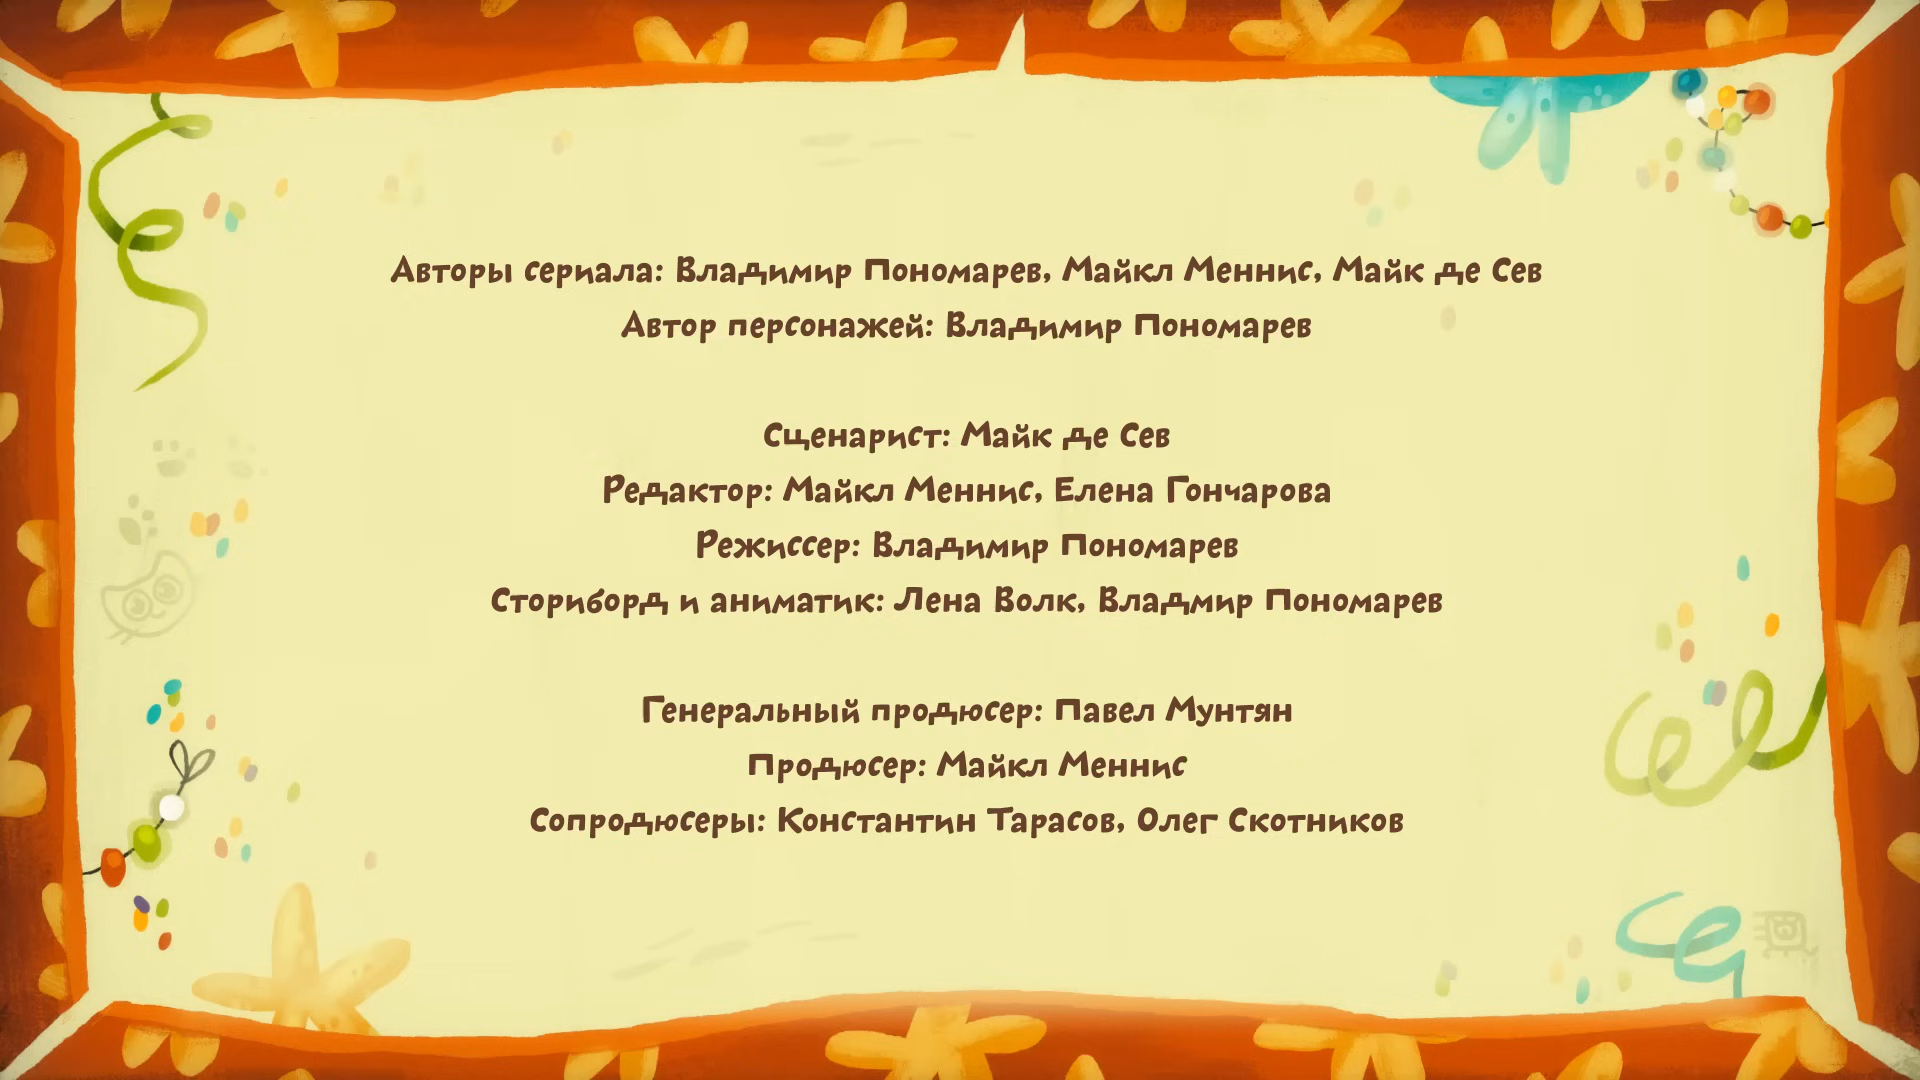 Авторы сериала: Владимир Пономарев, Майкл Меннис, Майк де Сев
Автор персонажей: Владимир Пономарев
Сценарист: Майк де Сев
Редактор: Майкл Меннис, Елена Гончарова
Режиссер: Владимир Пономарев
Сториборд и аниматик: Лена Волк, Владмир Пономарев
Генеральный продюсер: Павел Мунтян
Продюсер: Майкл Меннис
Сопродюсеры: Константин Тарасов, Олег Скотников